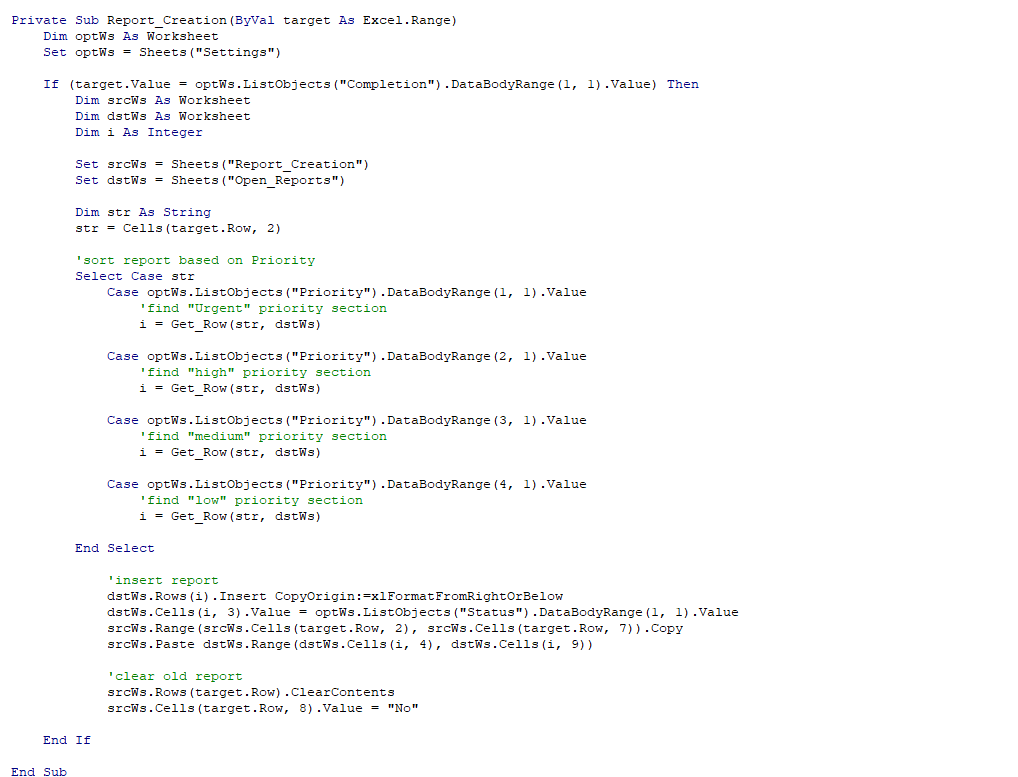 Private Sub Report_Creation(ByVal target As Excel.Range)
    Dim optWs As Worksheet
    Set optWs = Sheets("Settings")

    If (target.Value = optWs.ListObjects("Completion").DataBodyRange(1, 1).Value) Then
        Dim srcWs As Worksheet
        Dim dstWs As Worksheet
        Dim i As Integer

        Set srcWs = Sheets("Report_Creation")
        Set dstWs = Sheets("Open_Reports")

        Dim str As String
        str = Cells(target.Row, 2)

        'sort report based on Priority
        Select Case str
            Case optWs.ListObjects("Priority").DataBodyRange(1, 1).Value
                'find "Urgent" priority section
                i = Get_Row(str, dstWs)

            Case optWs.ListObjects("Priority").DataBodyRange(2, 1).Value
                'find "high" priority section
                i = Get_Row(str, dstWs)

            Case optWs.ListObjects("Priority").DataBodyRange(3, 1).Value
                'find "medium" priority section
                i = Get_Row(str, dstWs)

            Case optWs.ListObjects("Priority").DataBodyRange(4, 1).Value
                'find "low" priority section
                i = Get_Row(str, dstWs)

        End Select

            'insert report
            dstWs.Rows(i).Insert CopyOrigin:=xlFormatFromRightOrBelow
            dstWs.Cells(i, 3).Value = optWs.ListObjects("Status").DataBodyRange(1, 1).Value
            srcWs.Range(srcWs.Cells(target.Row, 2), srcWs.Cells(target.Row, 7)).Copy
            srcWs.Paste dstWs.Range(dstWs.Cells(i, 4), dstWs.Cells(i, 9))

            'clear old report
            srcWs.Rows(target.Row).ClearContents
            srcWs.Cells(target.Row, 8).Value = "No"

    End If

End Sub